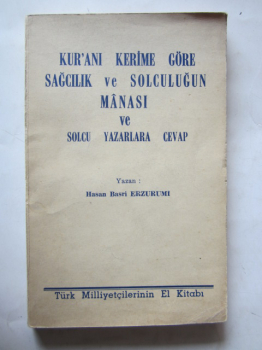 KUR'ANI KERİME GÖRE
SAĞCILIK ve SOLCULUĞUN
MÂNASI
ve
SOLCU YAZARLARA CEVAP
Yazan :
Hasan Basri ERZURUMI
Türk Milliyetçilerinin El Kitabı